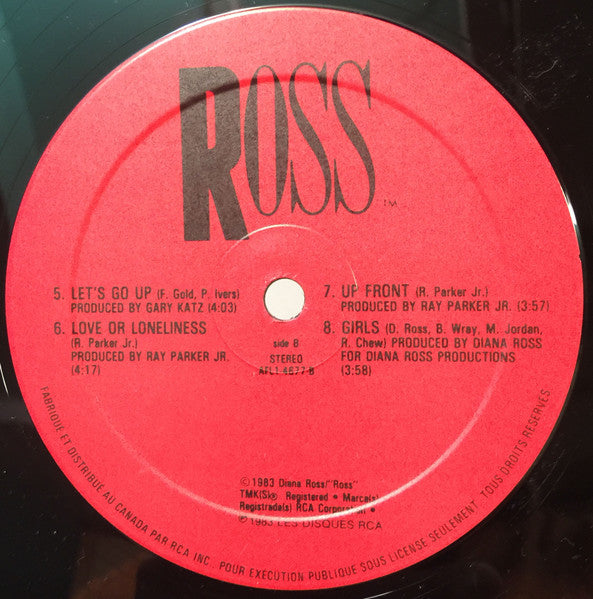 ROSS
TM
5. LET'S GO UP (F. Gold, P. Ivers)
PRODUCED BY GARY KATZ (4:03)
6. LOVE OR LONELINESS
(R. Parker Jr.)
PRODUCED BY RAY PARKER JR.
(4:17)
side B
STEREO
AFL1-4677-B
7. UP FRONT (R. Parker Jr.)
PRODUCED BY RAY PARKER JR. (3:57)
8. GIRLS (D. Ross, B. Wray, M. Jordan,
R. Chew) PRODUCED BY DIANA ROSS
FOR DIANA ROSS PRODUCTIONS
(3:58)
© 1983 Diana Ross/"Ross"
TMK(S)® Registered • Marca(s)
Registrada(s) RCA Corporation •
℗ 1983 LES DISQUES RCA
FABRIQUÉ ET DISTRIBUÉ AU CANADA PAR RCA INC., POUR EXÉCUTION PUBLIQUE SOUS LICENSE SEULEMENT. TOUS DROITS RÉSERVÉS